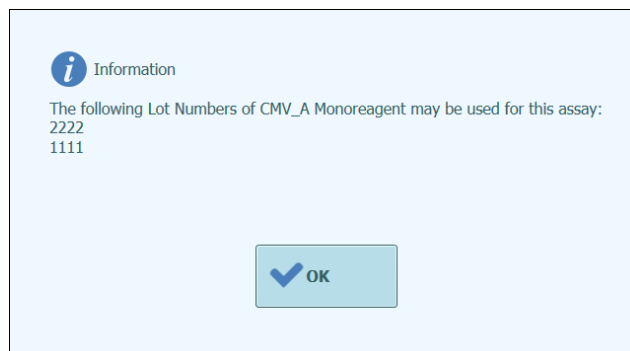 Information
The following Lot Numbers of CMV_A Monoreagent may be used for this assay:
2222
1111
OK